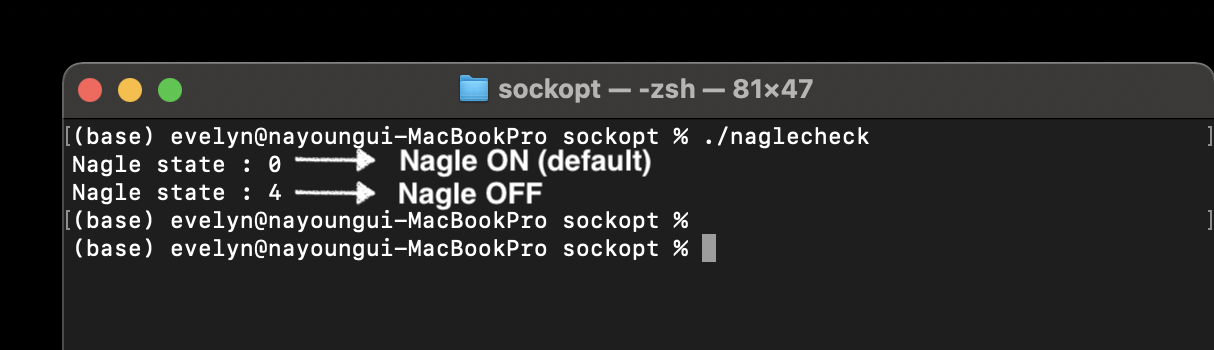 sockopt — -zsh — 81×47
[(base) evelyn@nayoungui-MacBookPro sockopt % ./naglecheck ]
Nagle state : 0 Nagle ON (default)
Nagle state : 4 Nagle OFF
[(base) evelyn@nayoungui-MacBookPro sockopt % ]
(base) evelyn@nayoungui-MacBookPro sockopt %